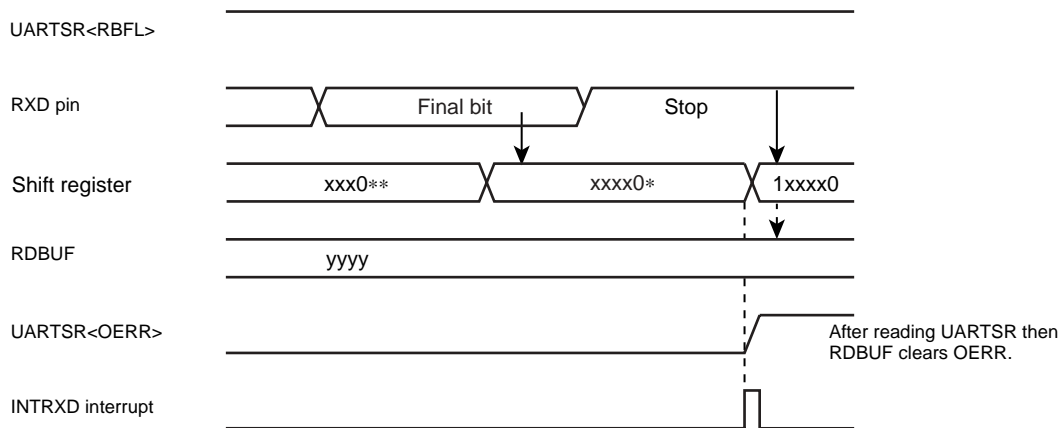 UARTSR<RBFL>
RXD pin
Final bit
Stop
Shift register
xxx0**
xxxx0*
1xxxx0
RDBUF
yyyy
UARTSR<OERR>
After reading UARTSR then
RDBUF clears OERR.
INTRXD interrupt